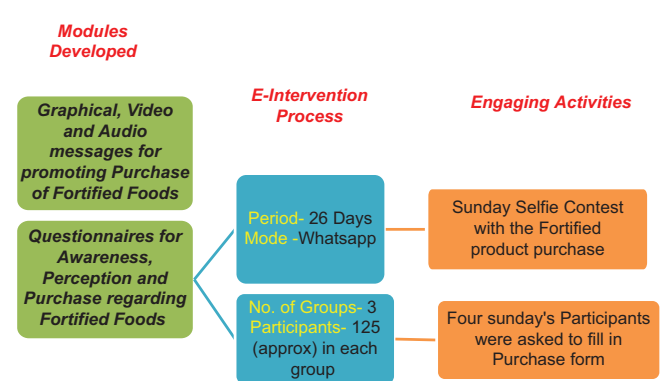 Modules
Developed
Graphical, Video
and Audio
messages for
promoting Purchase
of Fortified Foods
Questionnaires for
Awareness,
Perception and
Purchase regarding
Fortified Foods
E-Intervention
Process
Period- 26 Days
Mode -Whatsapp
No. of Groups- 3
Participants- 125
(approx) in each
group
Engaging Activities
Sunday Selfie Contest
with the Fortified
product purchase
Four sunday's Participants
were asked to fill in
Purchase form